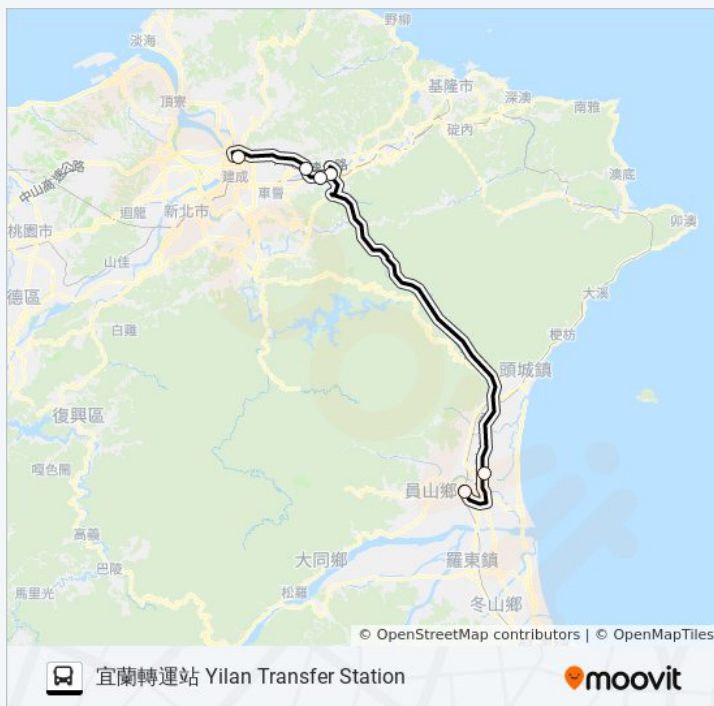 野柳
淡海
基隆市
深澳
頂寮
南雅
碇內
路
中山高速公路
建成
車營
澳底
迴龍
新北市
卯澳
桃園市
山佳
大溪
德區
白雞
梗枋
頭城鎮
復興區
嘎色鬧
員山鄉
高義
大同鄉
巴陵
羅東鎮
馬里光
松羅
冬山鄉
© OpenStreetMap contributors | © OpenMapTiles
宜蘭轉運站 Yilan Transfer Station
moovit